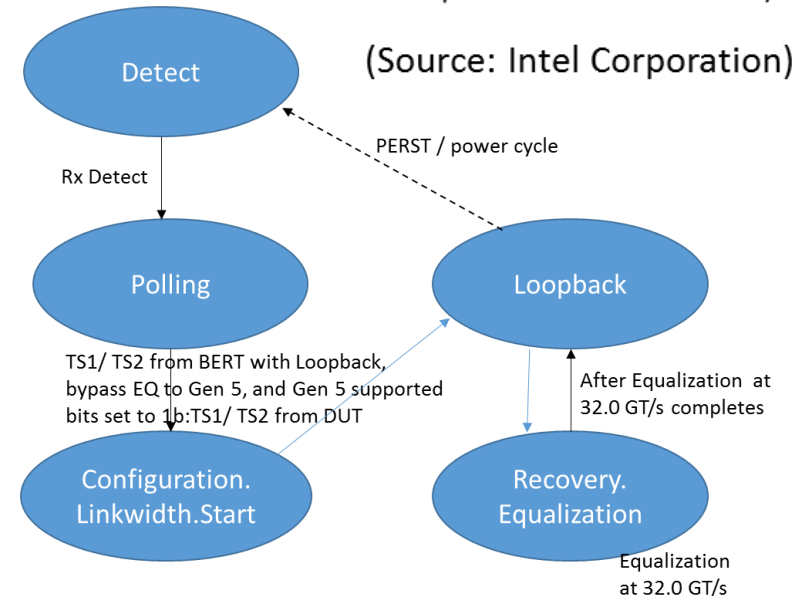 (Source: Intel Corporation)
Detect
PERST / power cycle
Rx Detect
Polling
Loopback
TS1/ TS2 from BERT with Loopback,
bypass EQ to Gen 5, and Gen 5 supported
bits set to 1b:TS1/ TS2 from DUT
After Equalization at
32.0 GT/s completes
Configuration.
Linkwidth.Start
Recovery.
Equalization
Equalization
at 32.0 GT/s